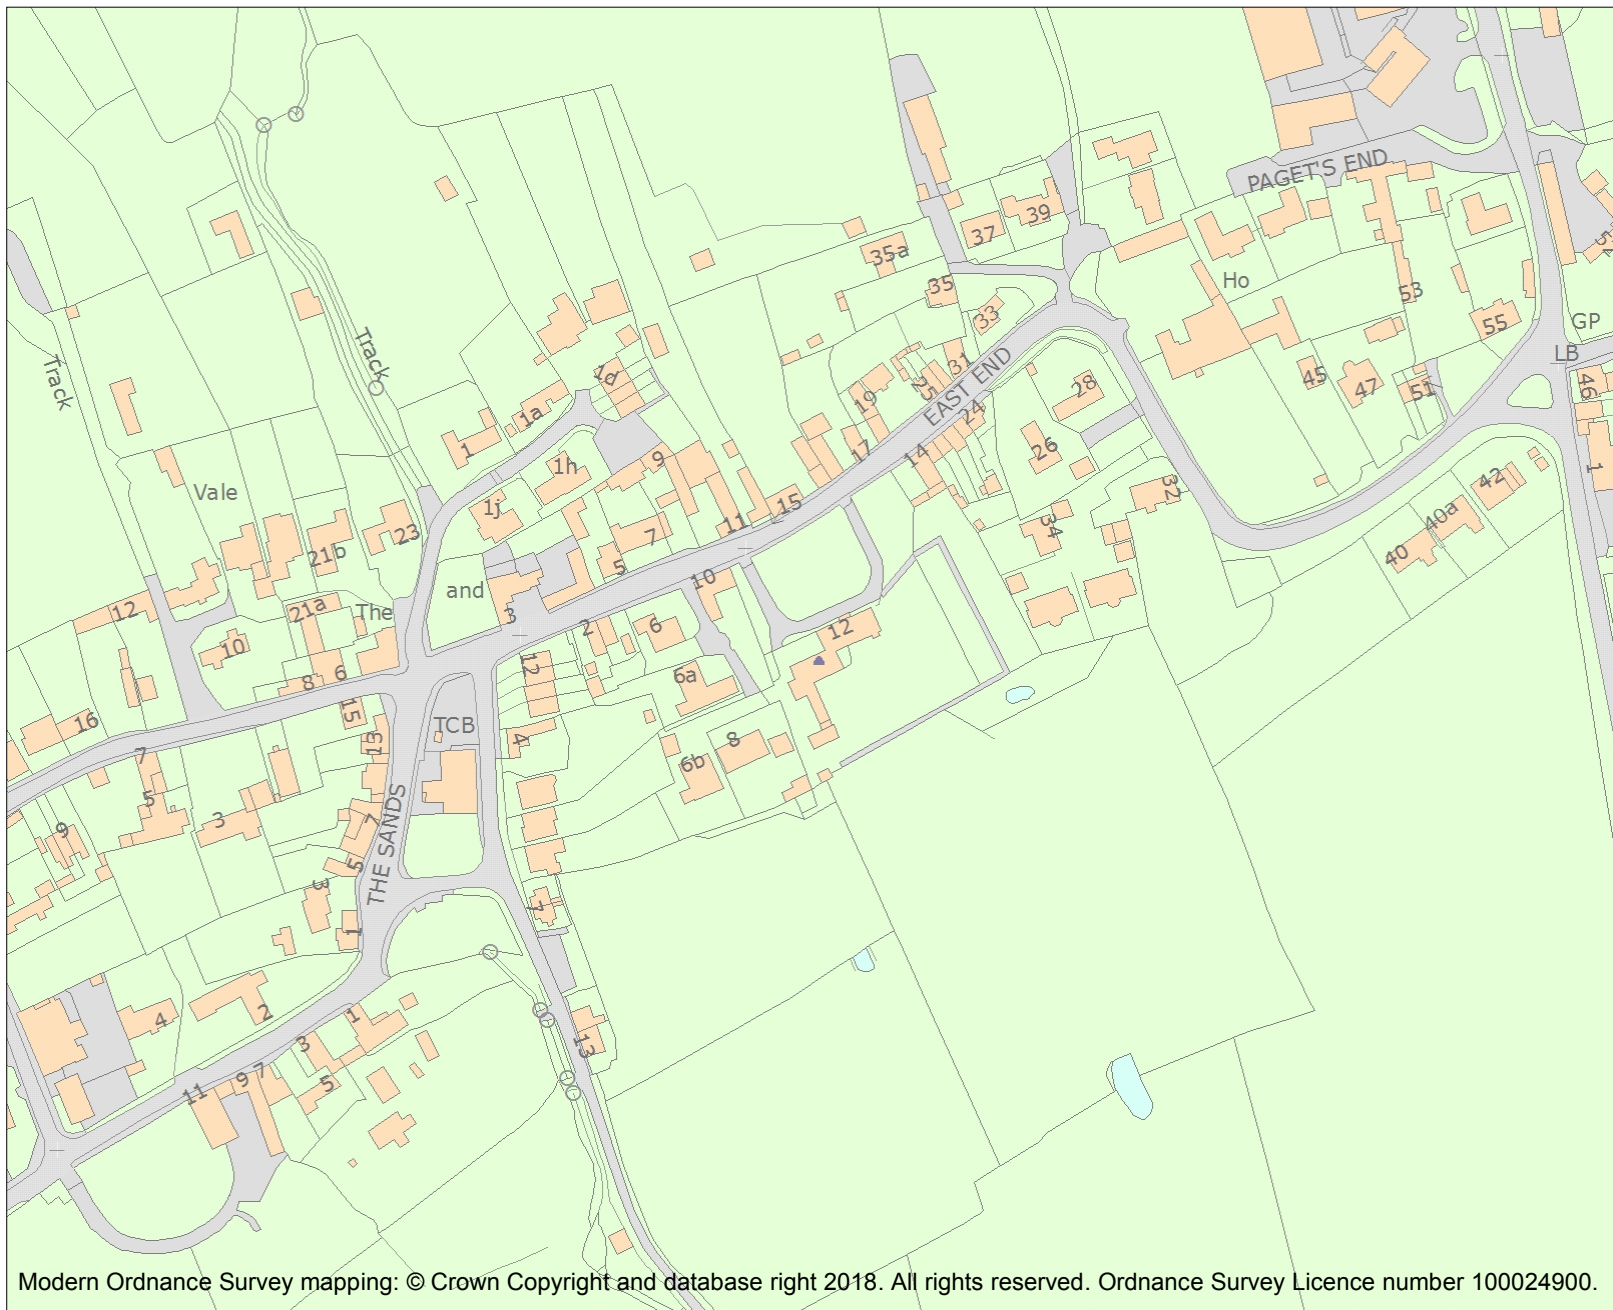 PAGET'S END
52
39
37
35a
35
Ho
53
55
GP
LB
33
31
EAST END
25
24
28
45
47
51
46
Track
Track
1d
1a
1
19
17
14
26
1h
9
Vale
1j
15
11
32
42
1
40a
40
34
23
21b
7
5
and
10
3
12
21a
The
12
10
2
6
12
8
6
15
6a
16
TCB
13
4
8
6b
7
5
3
9
7
THE SANDS
5
3
7
1
4
2
1
3
13
11
9
7
5
Modern Ordnance Survey mapping: © Crown Copyright and database right 2018. All rights reserved. Ordnance Survey Licence number 100024900.